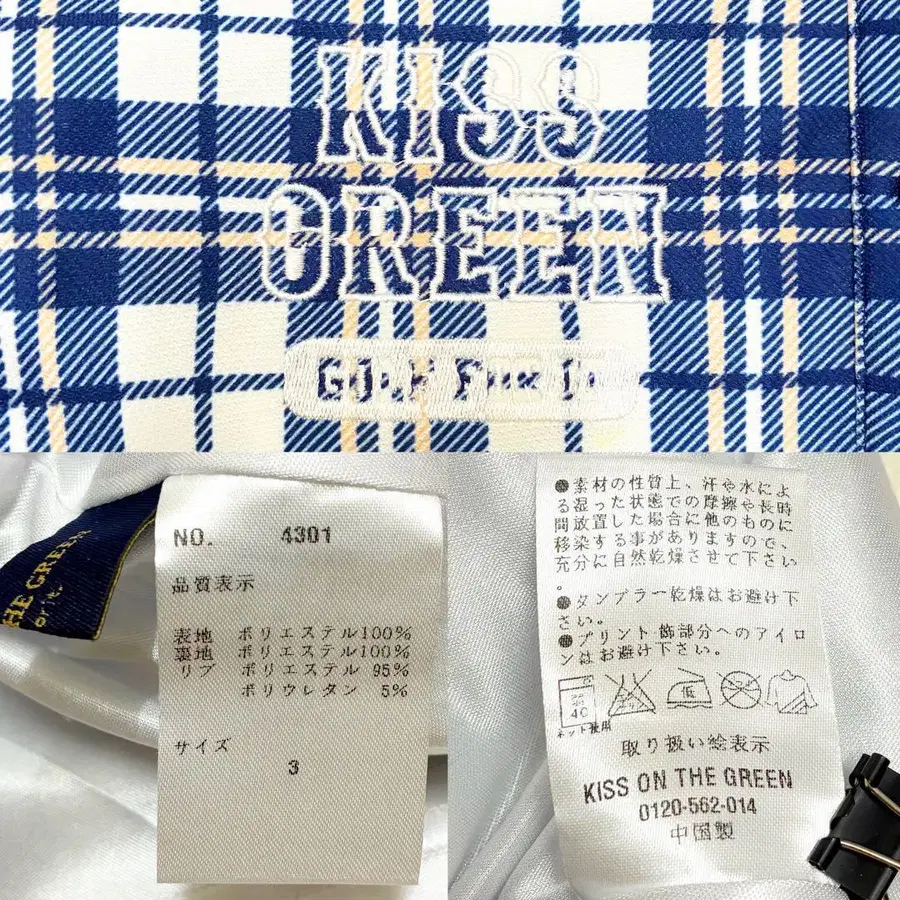 KISS
GREEN
GOLF
HE GREEN
orit
NO. 4301
品質表示
表地 ポリエステル100%
裏地 ポリエステル100%
リブ ポリエステル 95%
ポリウレタン 5%
サイズ
3
●素材の性質上、汗や水によ
る湿った状態での摩擦や長時
間放置した場合に他のものに
移染する事がありますので、
充分に自然乾燥させて下さい
。
●タンブラー乾燥はお避け下
さい。
●プリント飾部分へのアイロ
ンはお避け下さい。
40
低
ネット使用
取り扱い絵表示
KISS ON THE GREEN
0120-562-014
中国製